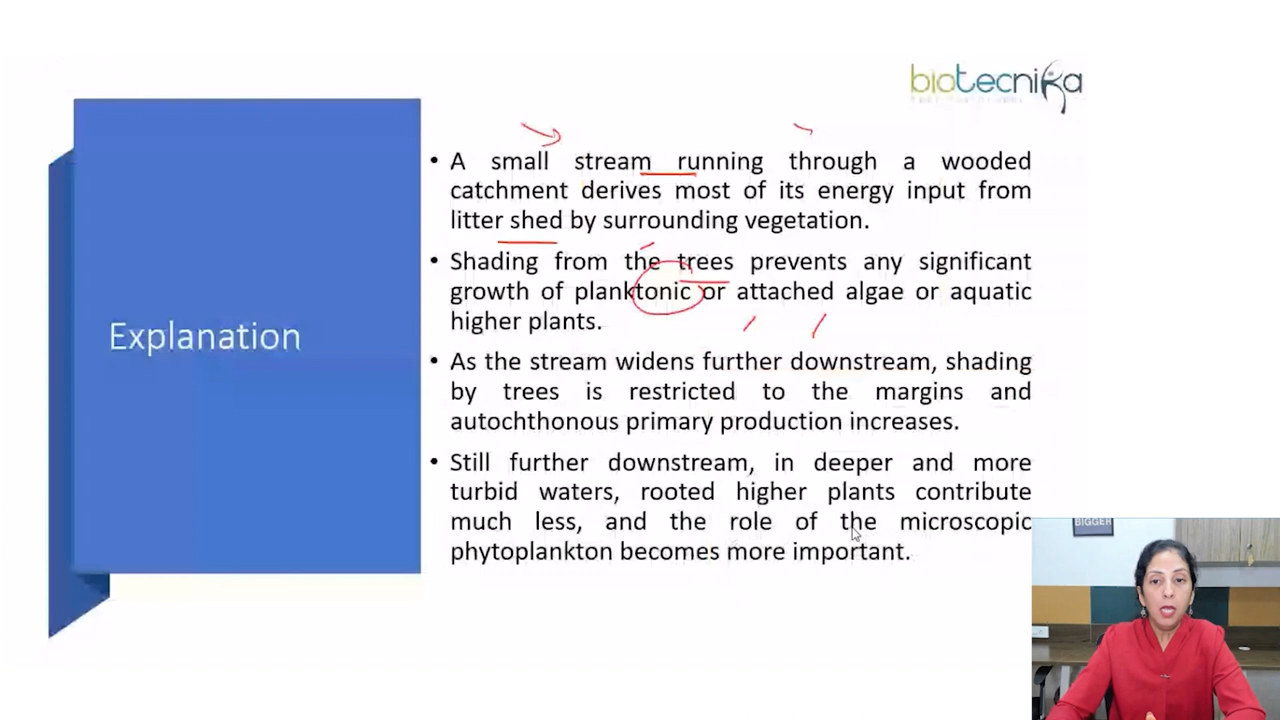 biotecnika
Explanation
• A small stream running through a wooded
catchment derives most of its energy input from
litter shed by surrounding vegetation.
• Shading from the trees prevents any significant
growth of planktonic or attached algae or aquatic
higher plants.
• As the stream widens further downstream, shading
by trees is restricted to the margins and
autochthonous primary production increases.
• Still further downstream, in deeper and more
turbid waters, rooted higher plants contribute
much less, and the role of the microscopic
phytoplankton becomes more important.
BIGGER